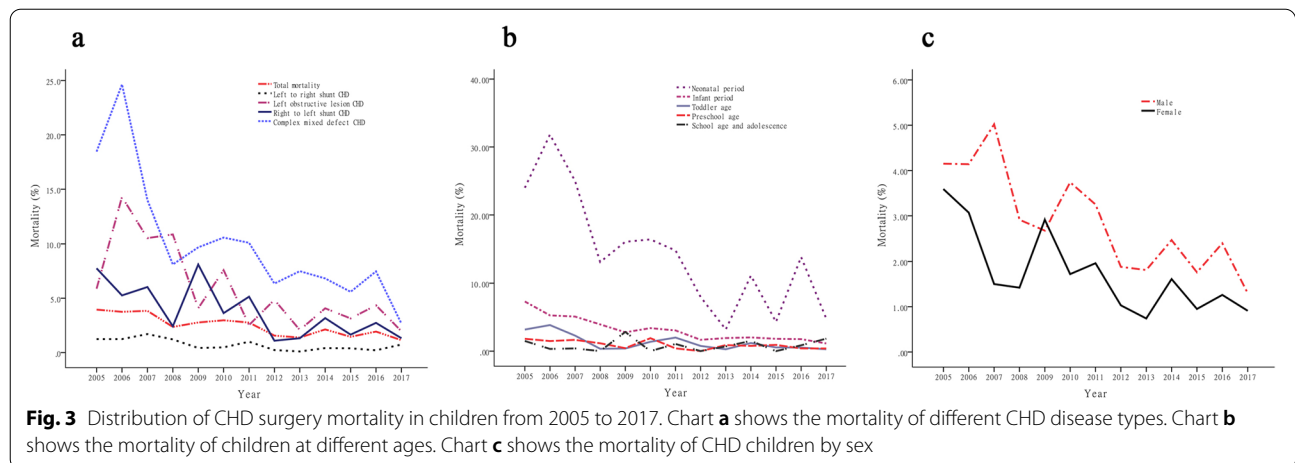 a
25.0
20.0
15.0
10.0
5.0
.0
Mortality (%)
Total mortality
Left to right shunt CHD
Left obstructive lesion CHD
Right to left shunt CHD
Complex mixed defect CHD
2005 2006 2007 2008 2009 2010 2011 2012 2013 2014 2015 2016 2017
Year
b
40.00
30.00
20.00
10.00
.00
Mortality (%)
Neonatal period
Infant period
Toddler age
Preschool age
School age and adolescence
2005 2006 2007 2008 2009 2010 2011 2012 2013 2014 2015 2016 2017
Year
c
6.00
5.00
4.00
3.00
2.00
1.00
.00
Mortality (%)
Male
Female
2005 2006 2007 2008 2009 2010 2011 2012 2013 2014 2015 2016 2017
Year
Fig. 3 Distribution of CHD surgery mortality in children from 2005 to 2017. Chart a shows the mortality of different CHD disease types. Chart b
shows the mortality of children at different ages. Chart c shows the mortality of CHD children by sex